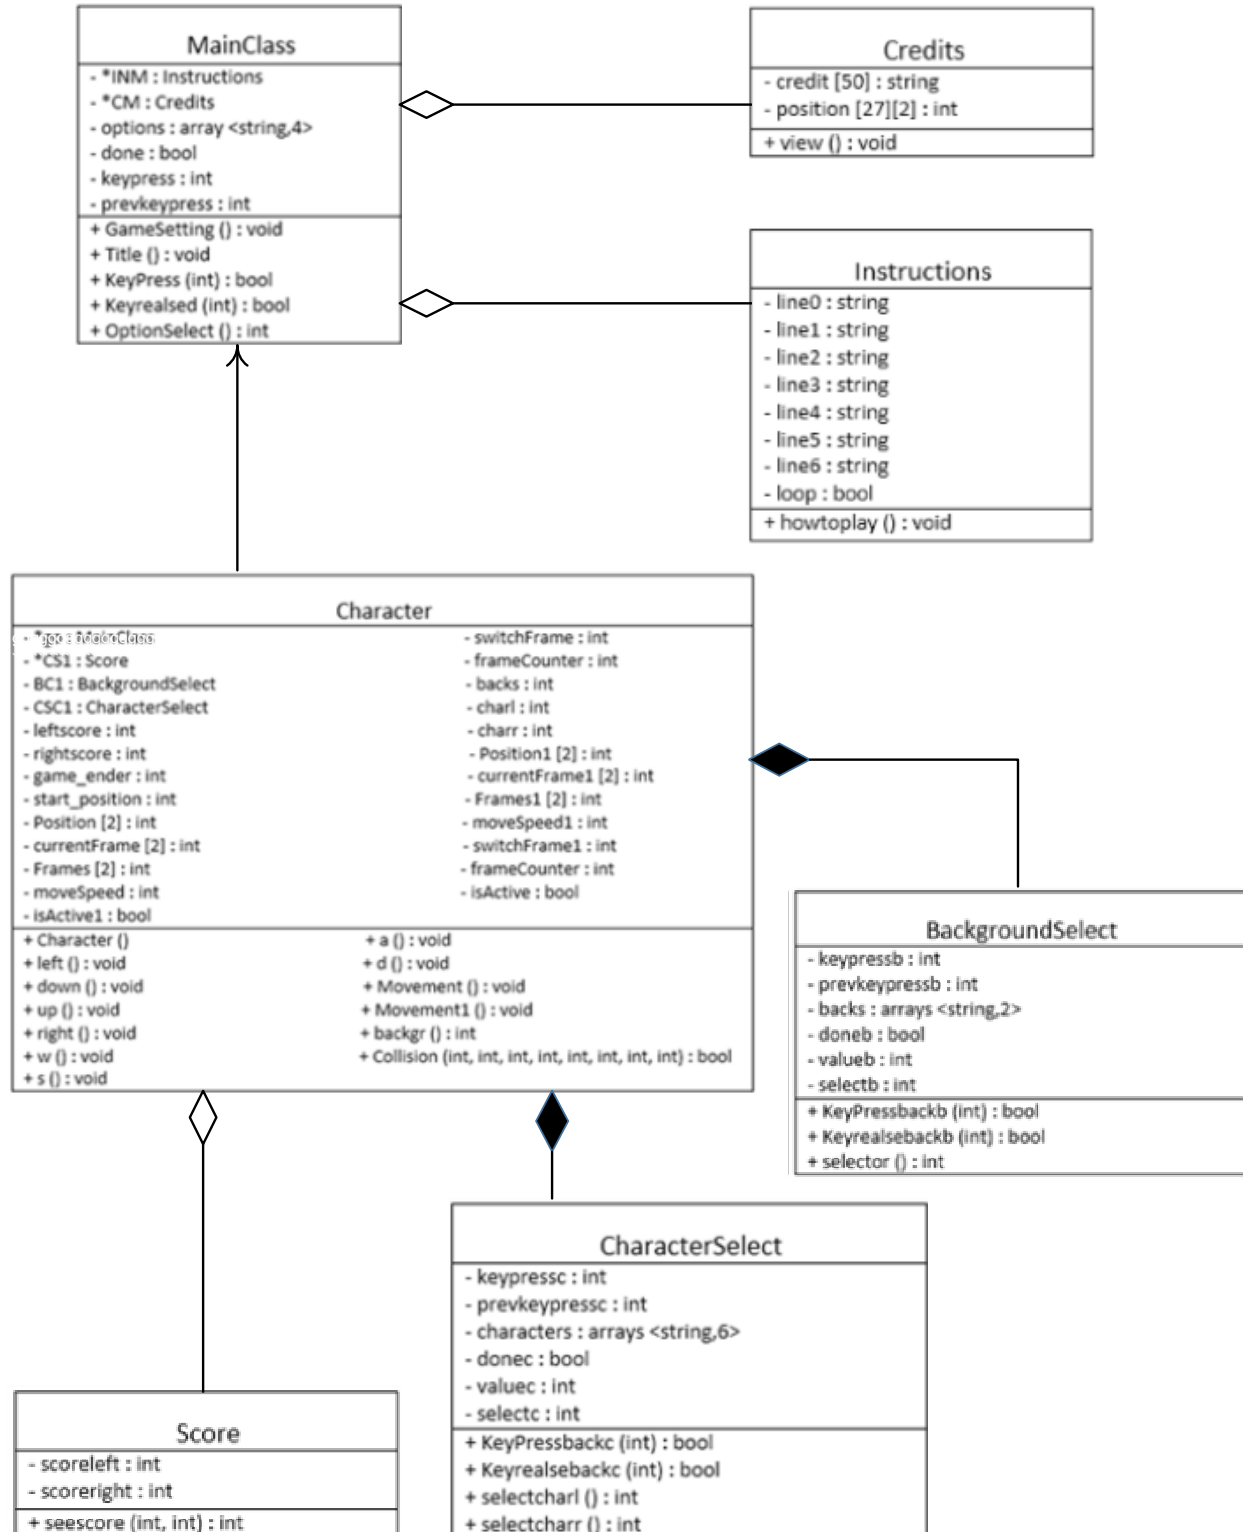 MainClass
- *INM : Instructions
- *CM : Credits
- options : array <string,4>
- done : bool
- keypress : int
- prevkeypress : int
+ GameSetting () : void
+ Title () : void
+ KeyPress (int) : bool
+ Keyrealsed (int) : bool
+ OptionSelect () : int
Credits
- credit [50] : string
- position [27][2] : int
+ view () : void
Instructions
- line0 : string
- line1 : string
- line2 : string
- line3 : string
- line4 : string
- line5 : string
- line6 : string
- loop : bool
+ howtoplay () : void
Character
- *CS1 : Score
- BC1 : BackgroundSelect
- CSC1 : CharacterSelect
- leftscore : int
- rightscore : int
- game_ender : int
- start_position : int
- Position [2] : int
- currentFrame [2] : int
- Frames [2] : int
- moveSpeed : int
- isActive1 : bool
- switchFrame : int
- frameCounter : int
- backs : int
- charl : int
- charr : int
- Position1 [2] : int
- currentFrame1 [2] : int
- Frames1 [2] : int
- moveSpeed1 : int
- switchFrame1 : int
- frameCounter : int
- isActive : bool
+ Character ()
+ left () : void
+ down () : void
+ up () : void
+ right () : void
+ w () : void
+ s () : void
+ a () : void
+ d () : void
+ Movement () : void
+ Movement1 () : void
+ backgr () : int
+ Collision (int, int, int, int, int, int, int, int) : bool
BackgroundSelect
- keypressb : int
- prevkeypressb : int
- backs : arrays <string,2>
- doneb : bool
- valueb : int
- selectb : int
+ KeyPressbackb (int) : bool
+ Keyrealsebackb (int) : bool
+ selector () : int
CharacterSelect
- keypressc : int
- prevkeypressc : int
- characters : arrays <string,6>
- donec : bool
- valuec : int
- selectc : int
+ KeyPressbackc (int) : bool
+ Keyrealsebackc (int) : bool
+ selectcharl () : int
+ selectcharr () : int
Score
- scoreleft : int
- scoreright : int
+ seescore (int, int) : int